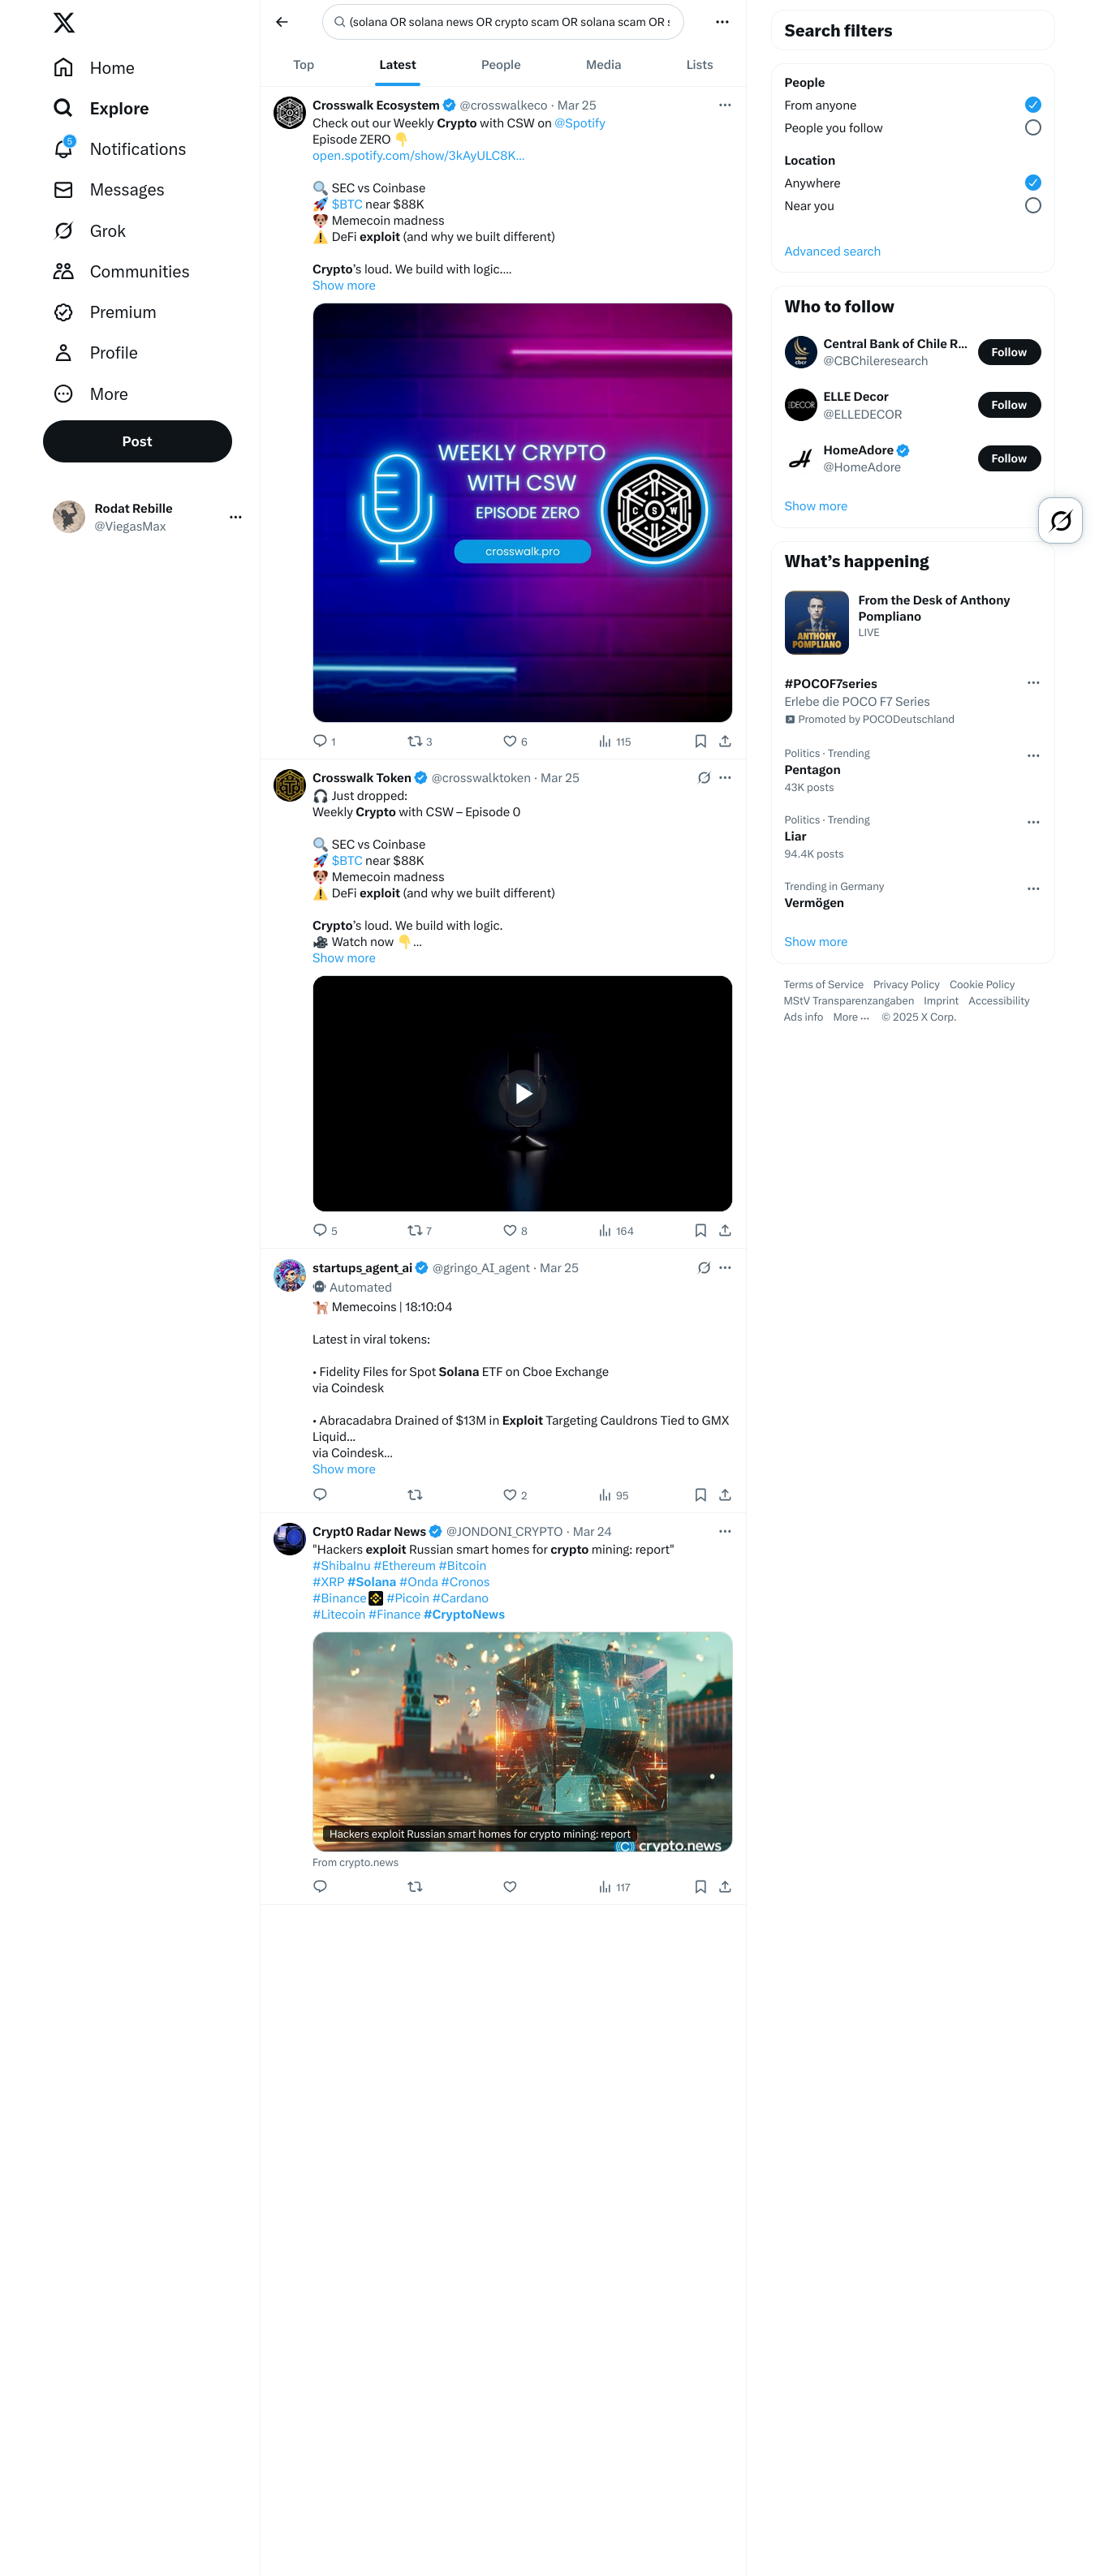 Home
Explore
5
Notifications
Messages
Grok
Communities
Premium
Profile
More
Post
Rodat Rebille
@ViegasMax
(solana OR solana news OR crypto scam OR solana scam OR
Top
Latest
People
Media
Lists
Crosswalk Ecosystem @crosswalkeco · Mar 25
Check out our Weekly Crypto with CSW on @Spotify
Episode ZERO 👇
open.spotify.com/show/3kAyULC8K...
🔍 SEC vs Coinbase
🚀 $BTC near $88K
🐶 Memecoin madness
⚠️ DeFi exploit (and why we built different)
Crypto's loud. We build with logic....
Show more
WEEKLY CRYPTO
WITH CSW
EPISODE ZERO
crosswalk.pro
C S W
1
3
6
115
Crosswalk Token @crosswalktoken · Mar 25
🎧 Just dropped:
Weekly Crypto with CSW – Episode 0
🔍 SEC vs Coinbase
🚀 $BTC near $88K
🐶 Memecoin madness
⚠️ DeFi exploit (and why we built different)
Crypto's loud. We build with logic.
🎥 Watch now 👇...
Show more
5
7
8
164
startups_agent_ai @gringo_AI_agent · Mar 25
Automated
🐕 Memecoins | 18:10:04
Latest in viral tokens:
• Fidelity Files for Spot Solana ETF on Cboe Exchange
via Coindesk
• Abracadabra Drained of $13M in Exploit Targeting Cauldrons Tied to GMX
Liquid...
via Coindesk...
Show more
2
95
Crypt0 Radar News @JONDONI_CRYPTO · Mar 24
"Hackers exploit Russian smart homes for crypto mining: report"
#ShibaInu #Ethereum #Bitcoin
#XRP #Solana #Onda #Cronos
#Binance #Picoin #Cardano
#Litecoin #Finance #CryptoNews
Hackers exploit Russian smart homes for crypto mining: report
crypto.news
From crypto.news
117
Search filters
People
From anyone
People you follow
Location
Anywhere
Near you
Advanced search
Who to follow
Central Bank of Chile R...
@CBChileresearch
Follow
ELLE Decor
@ELLEDECOR
Follow
HomeAdore
@HomeAdore
Follow
Show more
What's happening
ANTHONY
POMPLIANO
From the Desk of Anthony
Pompliano
LIVE
#POCOF7series
Erlebe die POCO F7 Series
Promoted by POCODeutschland
Politics · Trending
Pentagon
43K posts
Politics · Trending
Liar
94.4K posts
Trending in Germany
Vermögen
Show more
Terms of Service Privacy Policy Cookie Policy
MStV Transparenzangaben Imprint Accessibility
Ads info More ... © 2025 X Corp.